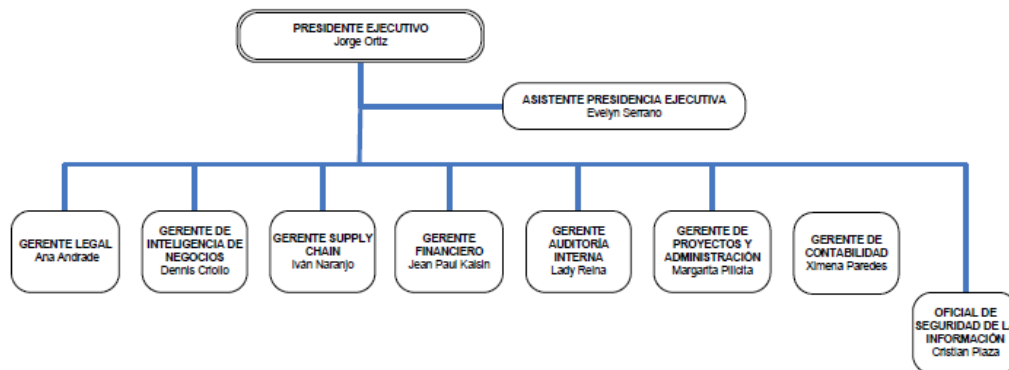 PRESIDENTE EJECUTIVO
Jorge Ortiz
ASISTENTE PRESIDENCIA EJECUTIVA
Evelyn Serrano
GERENTE LEGAL
Ana Andrade
GERENTE DE
INTELIGENCIA DE
NEGOCIOS
Dennis Criollo
GERENTE SUPPLY
CHAIN
Iván Naranjo
GERENTE
FINANCIERO
Jean Paul Kaisin
GERENTE
AUDITORÍA
INTERNA
Lady Reina
GERENTE DE
PROYECTOS Y
ADMINISTRACIÓN
Margarita Pilicita
GERENTE DE
CONTABILIDAD
Ximena Paredes
OFICIAL DE
SEGURIDAD DE L
INFORMACIÓN
Cristian Plaza